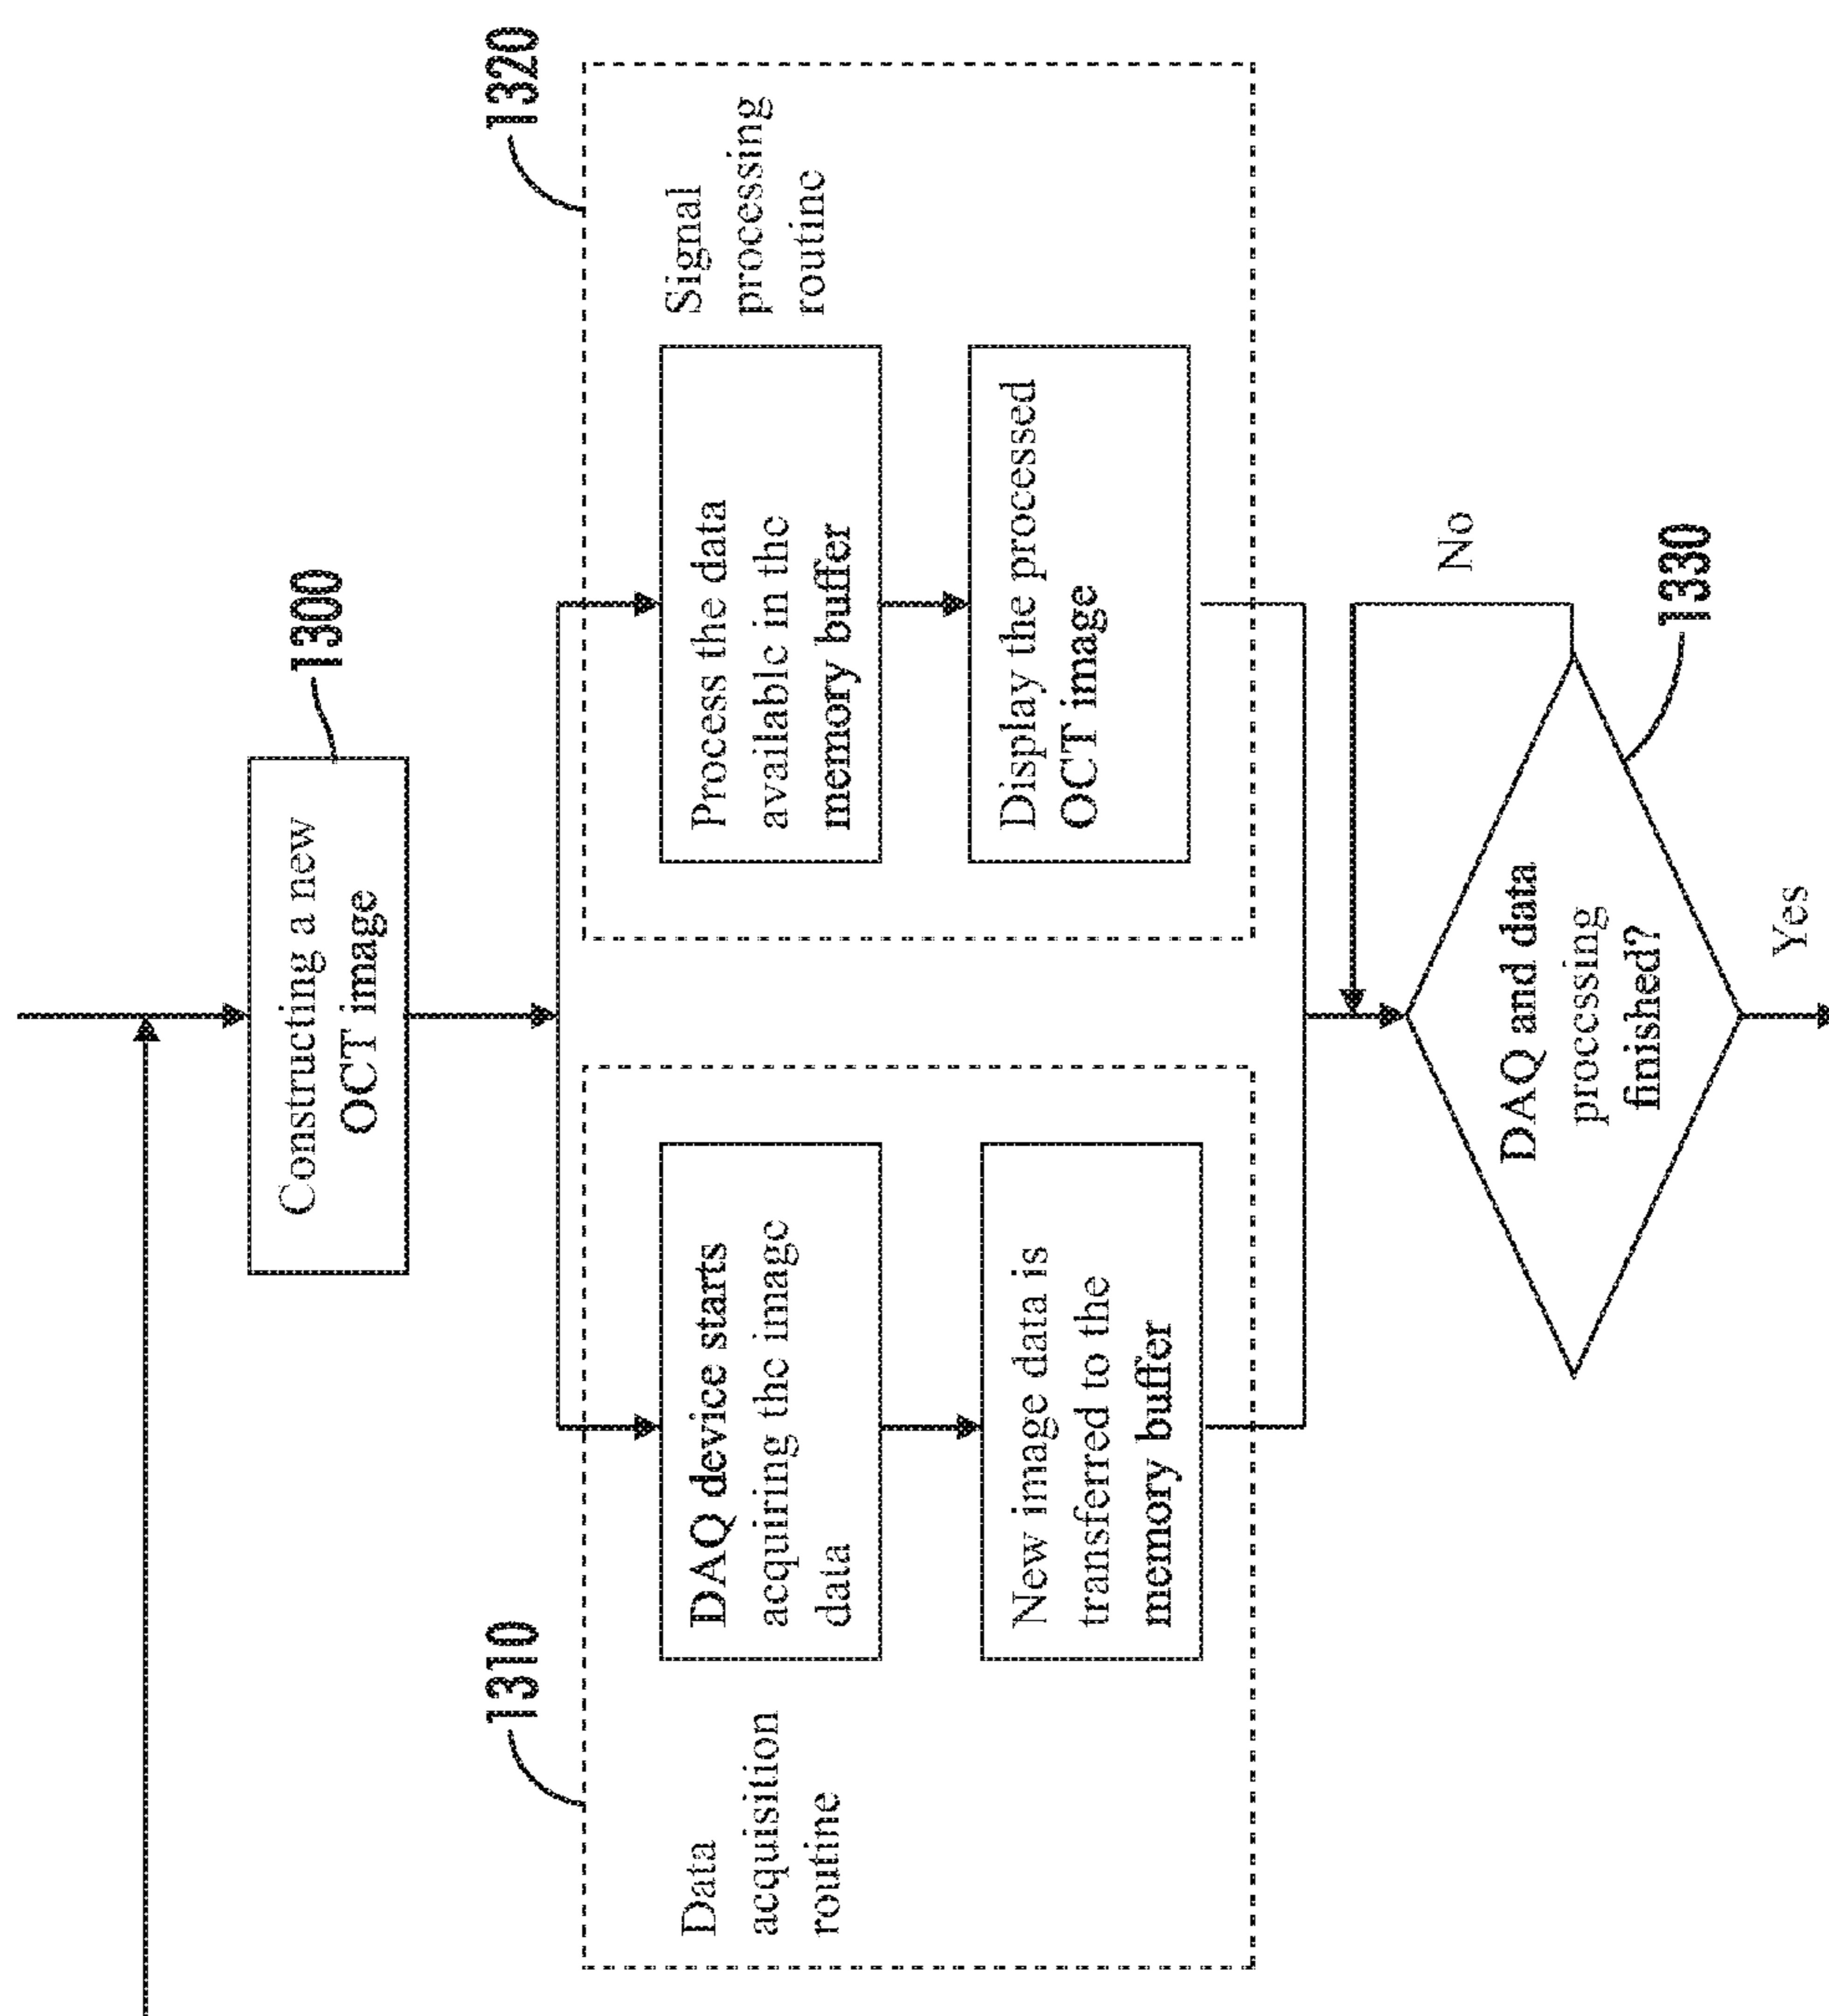 1300
Constructing a new
OCT image
1310
Data
acquisition
routine
DAQ device starts
acquiring the image
data
New image data is
transferred to the
memory buffer
1320
Signal
processing
routine
Process the data
available in the
memory buffer
Display the processed
OCT image
No
1330
DAQ and data
processing
finished?
Yes